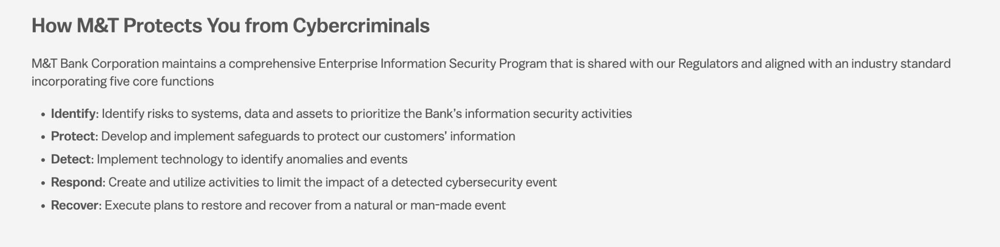 How M&T Protects You from Cybercriminals
M&T Bank Corporation maintains a comprehensive Enterprise Information Security Program that is shared with our Regulators and aligned with an industry standard
incorporating five core functions
• Identify: Identify risks to systems, data and assets to prioritize the Bank’s information security activities
• Protect: Develop and implement safeguards to protect our customers’ information
• Detect: Implement technology to identify anomalies and events
• Respond: Create and utilize activities to limit the impact of a detected cybersecurity event
• Recover: Execute plans to restore and recover from a natural or man-made event